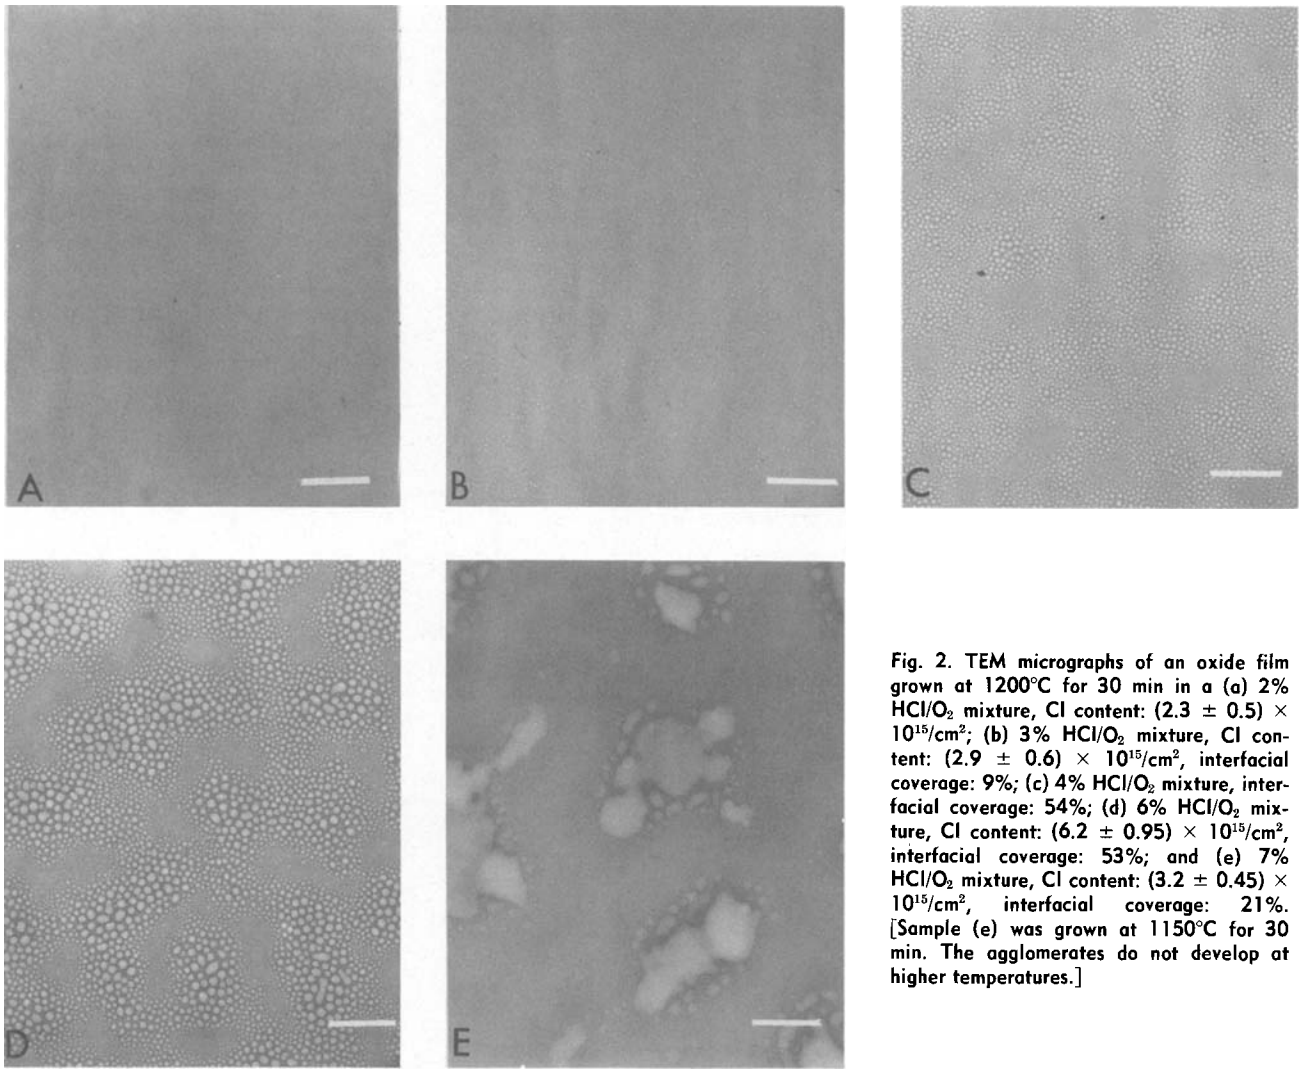 A
B
C
D
E
Fig. 2. TEM micrographs of an oxide film
grown at 1200°C for 30 min in a (a) 2%
HCl/O₂ mixture, Cl content: (2.3 ± 0.5) ×
10¹⁵/cm²; (b) 3% HCl/O₂ mixture, Cl con-
tent: (2.9 ± 0.6) × 10¹⁵/cm², interfacial
coverage: 9%; (c) 4% HCl/O₂ mixture, inter-
facial coverage: 54%; (d) 6% HCl/O₂ mix-
ture, Cl content: (6.2 ± 0.95) × 10¹⁵/cm²,
interfacial coverage: 53%; and (e) 7%
HCl/O₂ mixture, Cl content: (3.2 ± 0.45) ×
10¹⁵/cm², interfacial coverage: 21%.
[Sample (e) was grown at 1150°C for 30
min. The agglomerates do not develop at
higher temperatures.]